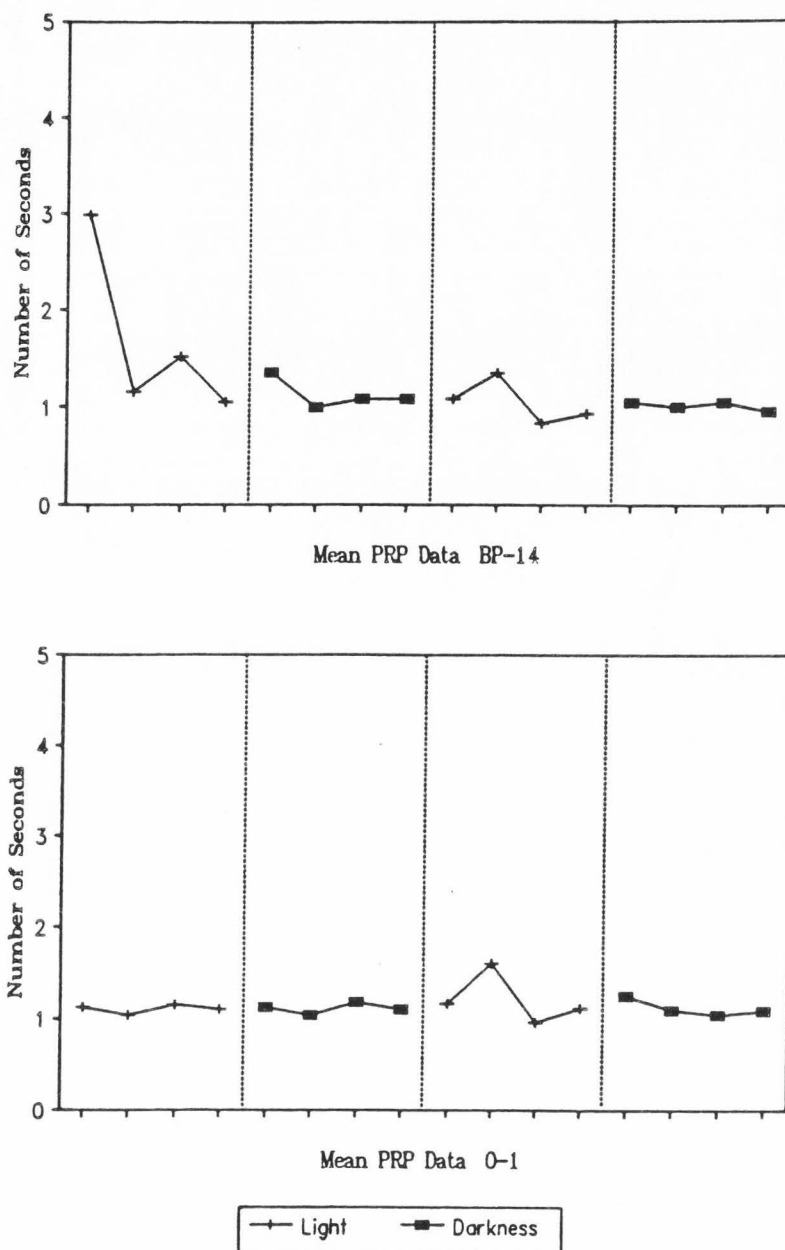 5
4
3
2
1
0
Number of Seconds
Mean PRP Data BP-14
5
4
3
2
1
0
Number of Seconds
Mean PRP Data 0-1
Light Darkness